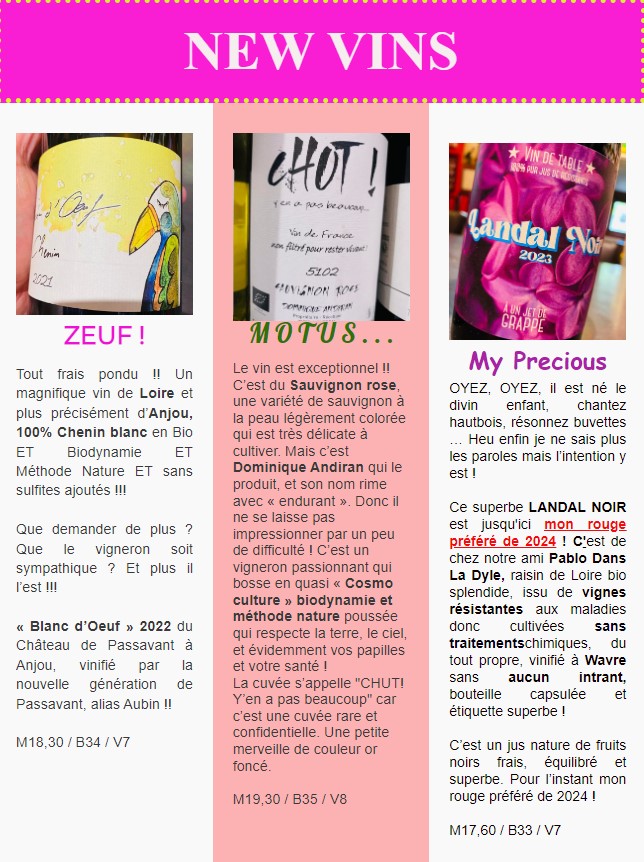 NEW VINS
d'Oeuf
Chenin
2021
ZEUF !
Tout frais pondu !! Un
magnifique vin de Loire et
plus précisément d’Anjou,
100% Chenin blanc en Bio
ET Biodynamie ET
Méthode Nature ET sans
sulfites ajoutés !!!
Que demander de plus ?
Que le vigneron soit
sympathique ? Et plus il
l’est !!!
« Blanc d’Oeuf » 2022 du
Château de Passavant à
Anjou, vinifié par la
nouvelle génération de
Passavant, alias Aubin !!
M18,30 / B34 / V7
CHUT !
Y'en a pas beaucoup...
Vin de France
non filtré pour rester vivant !
5102
SAUVIGNON ROSE
DOMINIQUE ANDIRAN
MOTUS...
Le vin est exceptionnel !!
C’est du Sauvignon rose,
une variété de sauvignon à
la peau légèrement colorée
qui est très délicate à
cultiver. Mais c’est
Dominique Andiran qui le
produit, et son nom rime
avec « endurant ». Donc il
ne se laisse pas
impressionner par un peu
de difficulté ! C’est un
vigneron passionnant qui
bosse en quasi « Cosmo
culture » biodynamie et
méthode nature poussée
qui respecte la terre, le ciel,
et évidemment vos papilles
et votre santé !
La cuvée s’appelle "CHUT!
Y’en a pas beaucoup" car
c’est une cuvée rare et
confidentielle. Une petite
merveille de couleur or
foncé.
M19,30 / B35 / V8
VIN DE TABLE
100% PUR JUS DE
Landal Noir
2023
À UN JET DE
GRAPPE
My Precious
OYEZ, OYEZ, il est né le
divin enfant, chantez
hautbois, résonnez buvettes
… Heu enfin je ne sais plus
les paroles mais l’intention y
est !
Ce superbe LANDAL NOIR
est jusqu'ici mon rouge
préféré de 2024 ! C'est de
chez notre ami Pablo Dans
La Dyle, raisin de Loire bio
splendide, issu de vignes
résistantes aux maladies
donc cultivées sans
traitementschimiques, du
tout propre, vinifié à Wavre
sans aucun intrant,
bouteille capsulée et
étiquette superbe !
C’est un jus nature de fruits
noirs frais, équilibré et
superbe. Pour l’instant mon
rouge préféré de 2024 !
M17,60 / B33 / V7